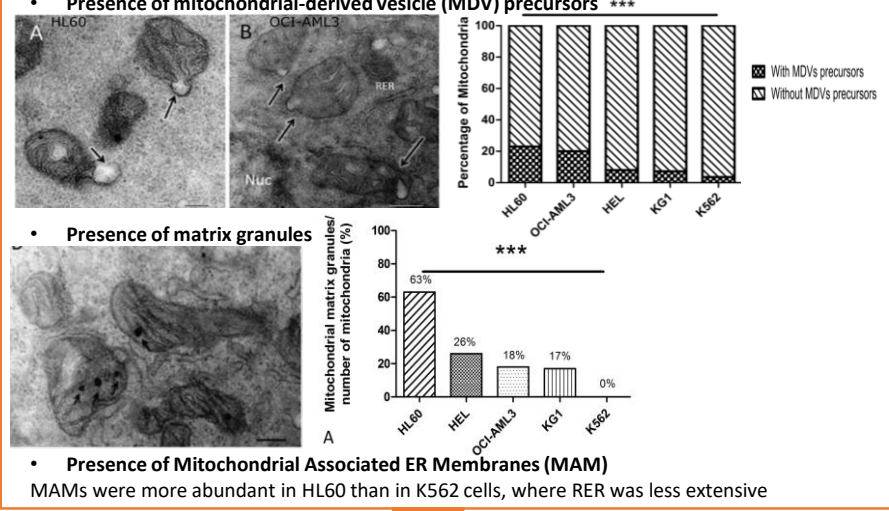 • Presence of mitochondrial-derived vesicle (MDV) precursors
A HL60
B OCI-AML3
RER
Nuc
***
Percentage of Mitochondria
100
80
60
40
20
0
HL60
OCI-AML3
HEL
KG1
K562
With MDVs precursors
Without MDVs precursors
• Presence of matrix granules
Mitochondrial matrix granules/
number of mitochondria (%)
100
80
60
40
20
0
***
63%
26%
18%
17%
0%
HL60
HEL
OCI-AML3
KG1
K562
A
• Presence of Mitochondrial Associated ER Membranes (MAM)
MAMs were more abundant in HL60 than in K562 cells, where RER was less extensive